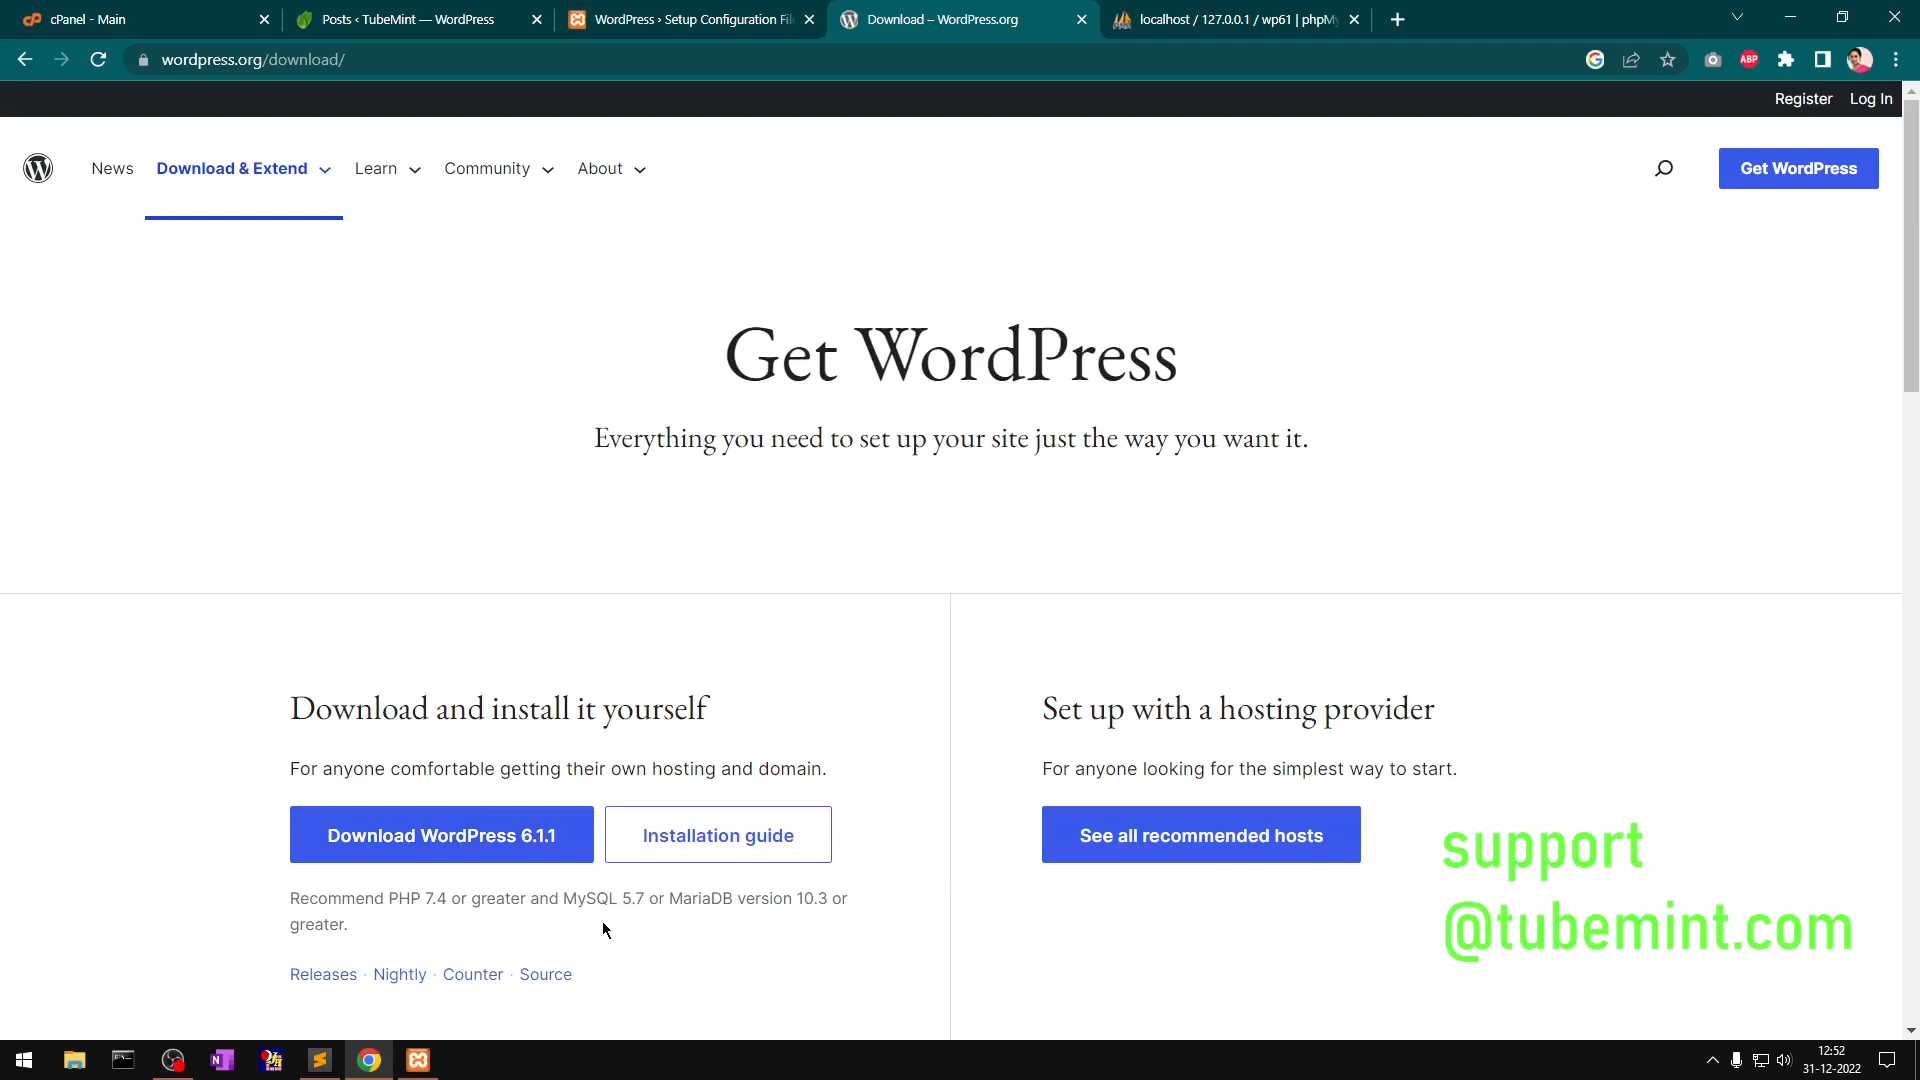 cPanel - Main
Posts ‹ TubeMint — WordPress
WordPress › Setup Configuration Fil
Download – WordPress.org
localhost / 127.0.0.1 / wp61 | phpMy
wordpress.org/download/
ABP
Register
Log In
News
Download & Extend
Learn
Community
About
Get WordPress
Get WordPress
Everything you need to set up your site just the way you want it.
Download and install it yourself
For anyone comfortable getting their own hosting and domain.
Download WordPress 6.1.1
Installation guide
Recommend PHP 7.4 or greater and MySQL 5.7 or MariaDB version 10.3 or
greater.
Releases · Nightly · Counter · Source
Set up with a hosting provider
For anyone looking for the simplest way to start.
See all recommended hosts
support
@tubemint.com
12:52
31-12-2022